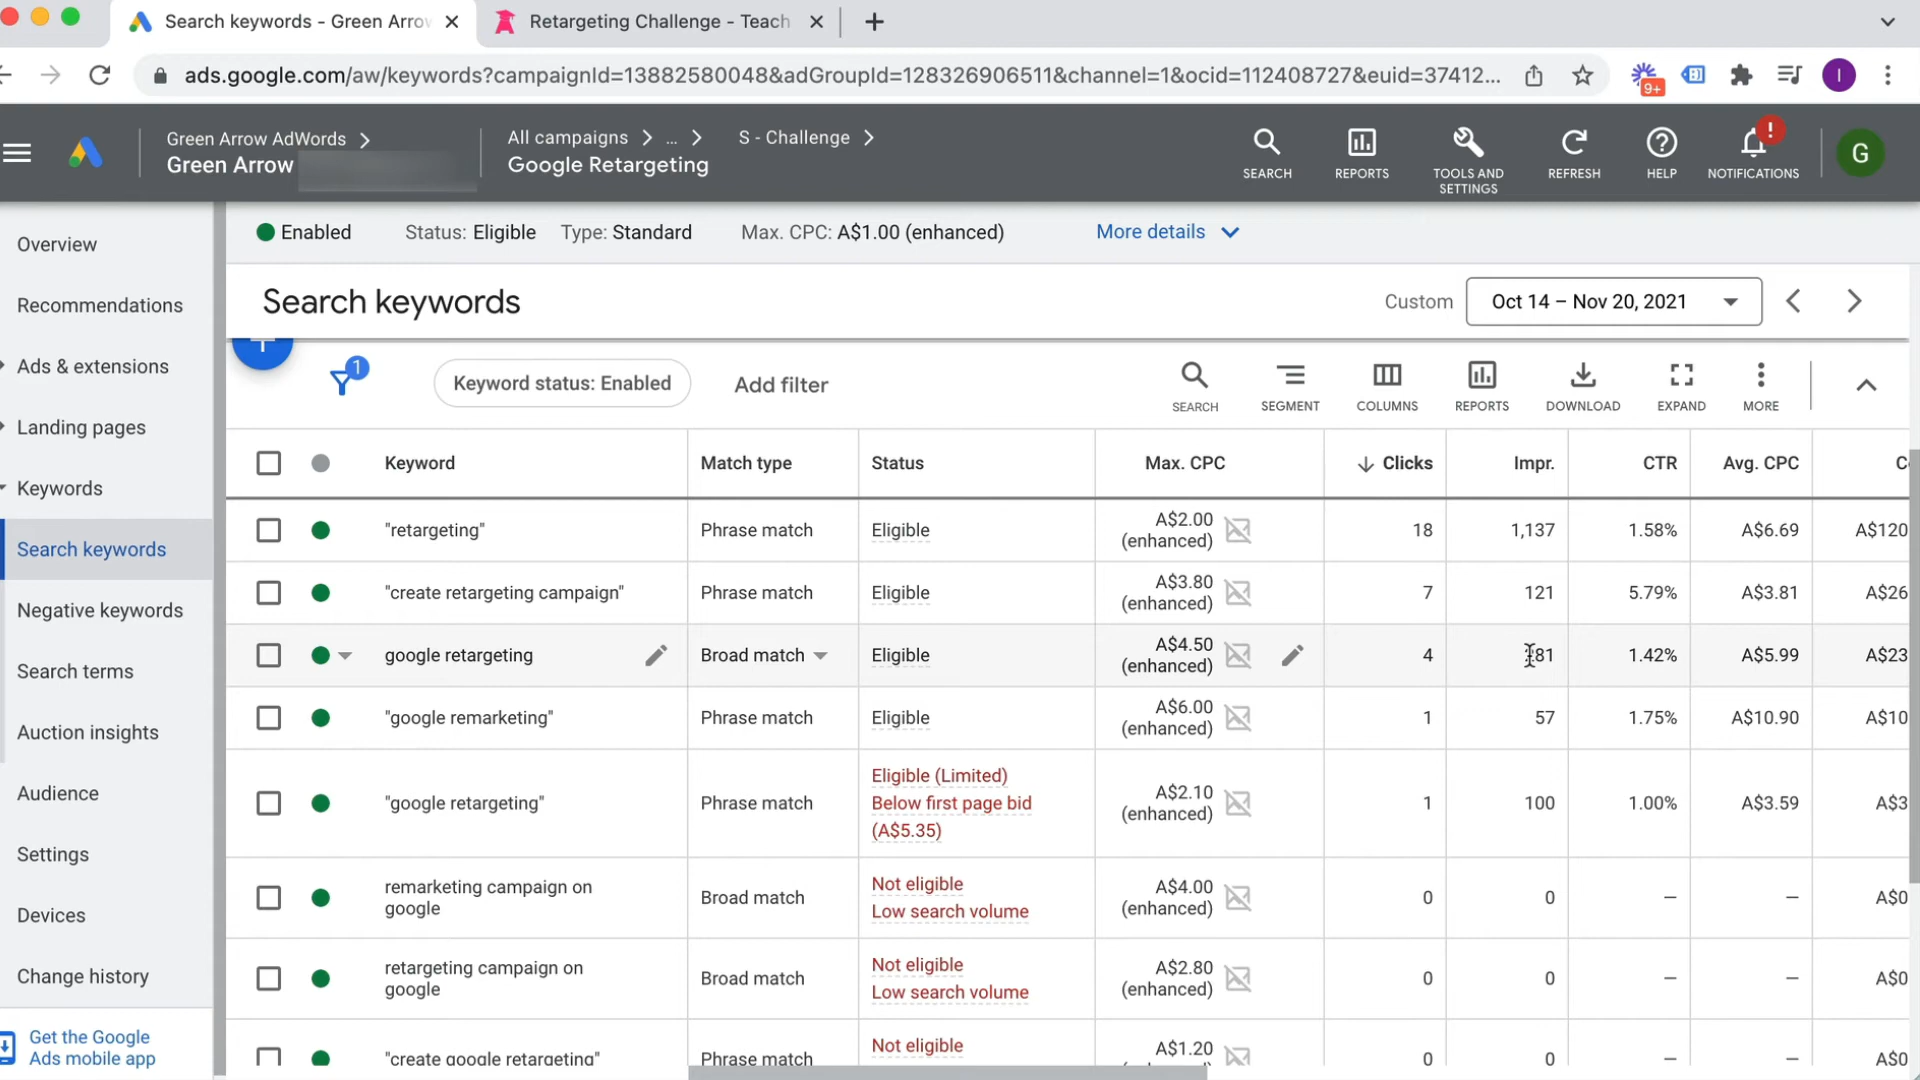 Search keywords - Green Arrow
Retargeting Challenge - Teach
ads.google.com/aw/keywords?campaignId=13882580048&adGroupId=128326906511&channel=1&ocid=112408727&euid=37412...
9+
I
Green Arrow AdWords
Green Arrow
All campaigns > ... > S - Challenge >
Google Retargeting
SEARCH
REPORTS
TOOLS AND
SETTINGS
REFRESH
HELP
!
NOTIFICATIONS
G
Enabled Status: Eligible Type: Standard Max. CPC: A$1.00 (enhanced) More details
Overview
Recommendations
Ads & extensions
Landing pages
Keywords
Search keywords
Negative keywords
Search terms
Auction insights
Audience
Settings
Devices
Change history
Get the Google
Ads mobile app
Search keywords
Custom Oct 14 – Nov 20, 2021
1
Keyword status: Enabled
Add filter
SEARCH SEGMENT COLUMNS REPORTS DOWNLOAD EXPAND MORE
Keyword Match type Status Max. CPC Clicks Impr. CTR Avg. CPC
"retargeting" Phrase match Eligible A$2.00 (enhanced) 18 1,137 1.58% A$6.69 A$120
"create retargeting campaign" Phrase match Eligible A$3.80 (enhanced) 7 121 5.79% A$3.81 A$26
google retargeting Broad match Eligible A$4.50 (enhanced) 4 81 1.42% A$5.99 A$23
"google remarketing" Phrase match Eligible A$6.00 (enhanced) 1 57 1.75% A$10.90 A$10
"google retargeting" Phrase match Eligible (Limited) Below first page bid (A$5.35) A$2.10 (enhanced) 1 100 1.00% A$3.59 A$3
remarketing campaign on google Broad match Not eligible Low search volume A$4.00 (enhanced) 0 0 – – A$0
retargeting campaign on google Broad match Not eligible Low search volume A$2.80 (enhanced) 0 0 – – A$0
"create google retargeting" Phrase match Not eligible A$1.20 0 0 – – A$0